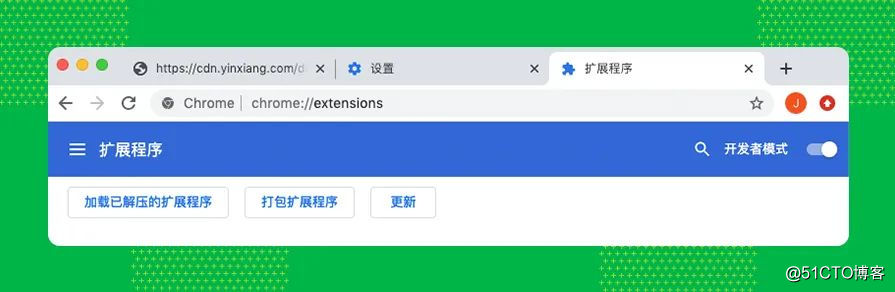 https://cdn.yinxiang.com/d
设置
扩展程序
J
Chrome
chrome://extensions
扩展程序
开发者模式
加载已解压的扩展程序
打包扩展程序
更新
@51CTO博客